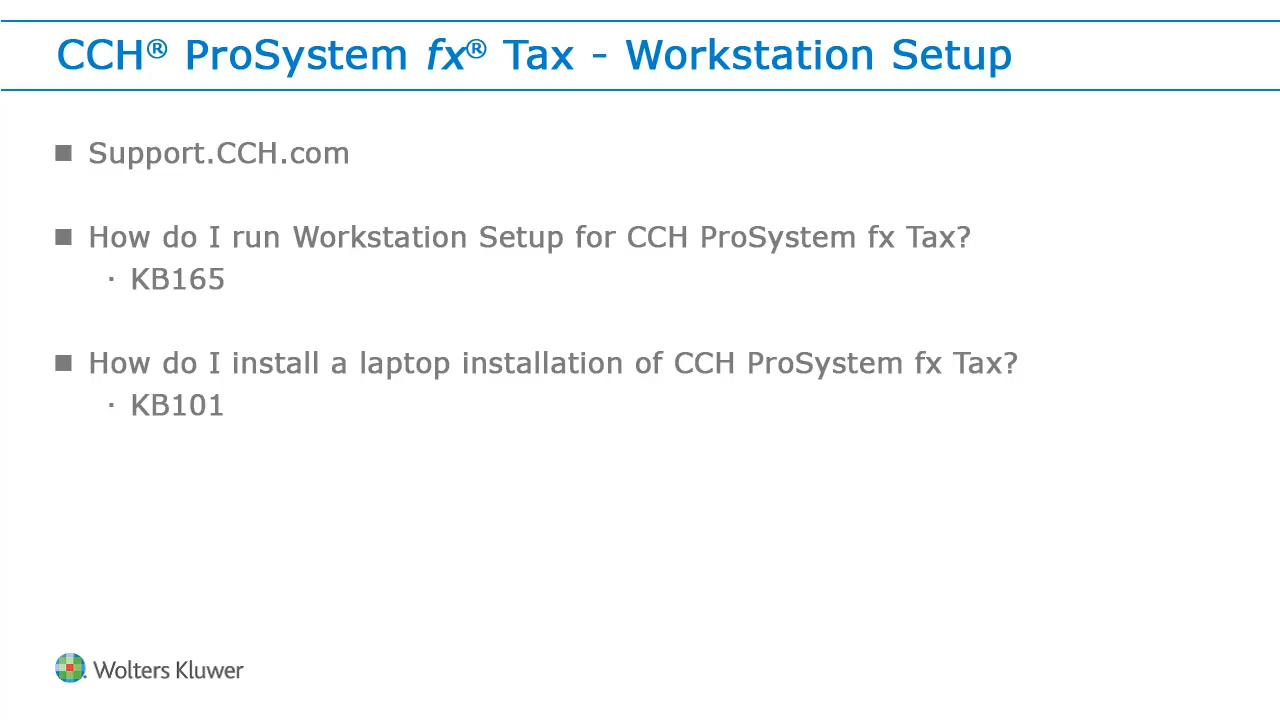 CCH® ProSystem fx® Tax - Workstation Setup
Support.CCH.com
How do I run Workstation Setup for CCH ProSystem fx Tax?
· KB165
How do I install a laptop installation of CCH ProSystem fx Tax?
· KB101
Wolters Kluwer